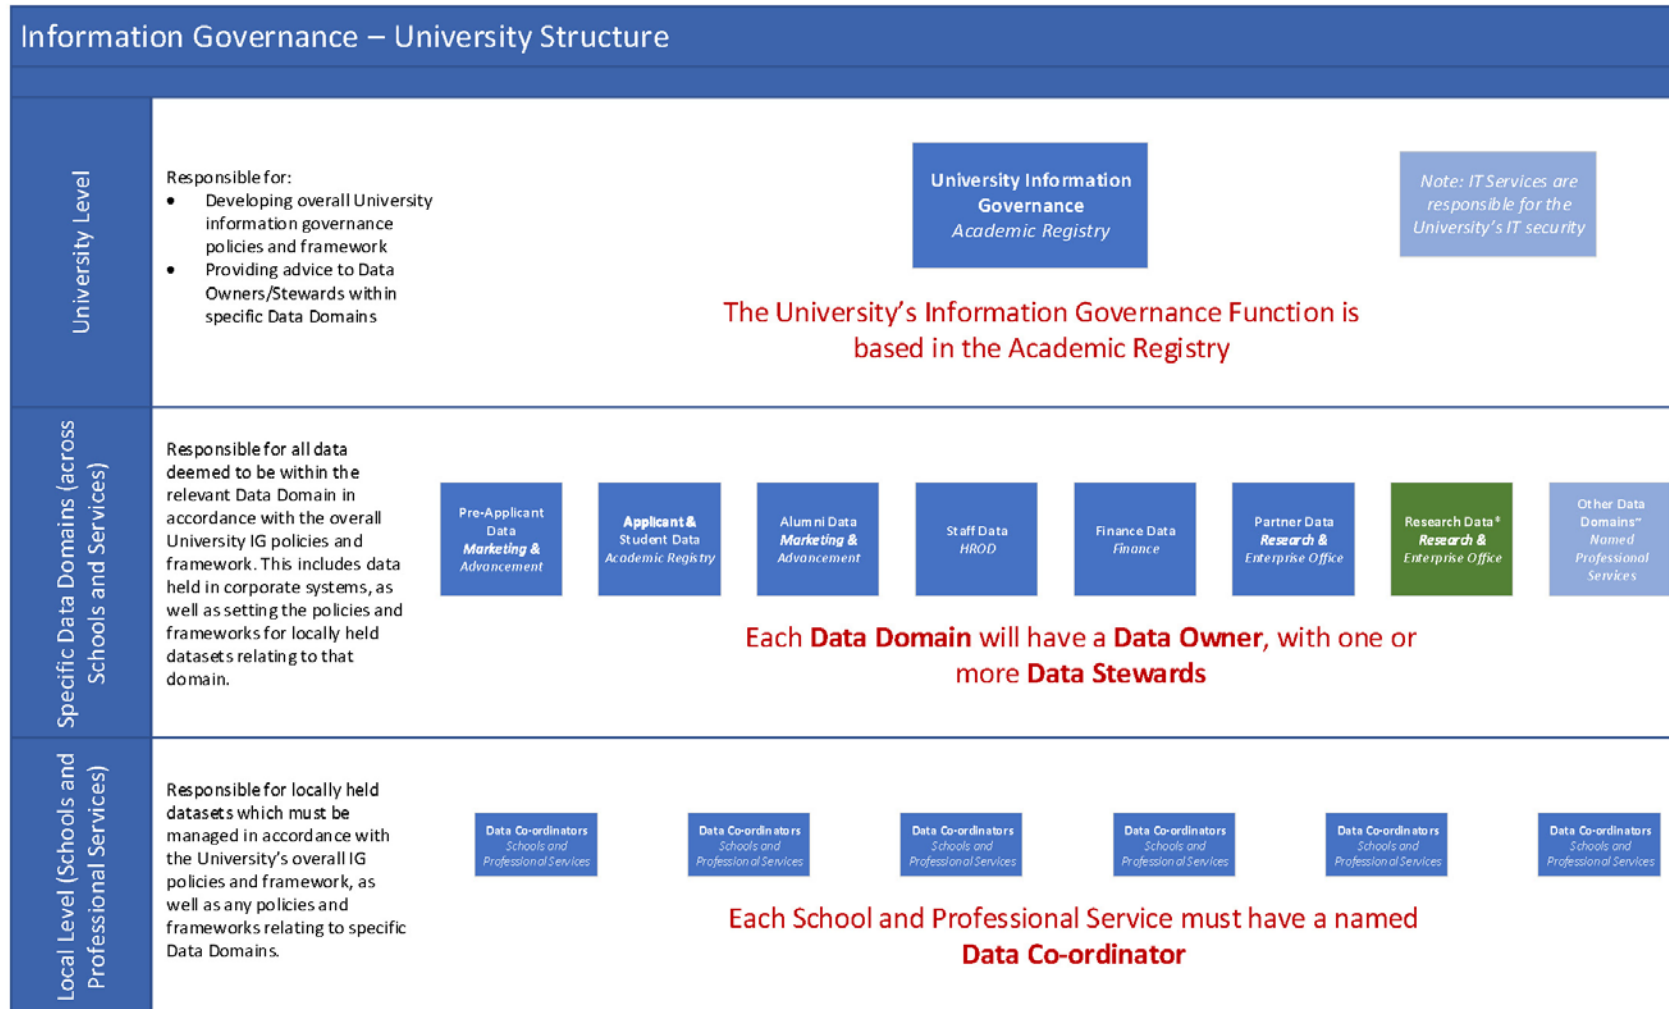 Information Governance – University Structure
University Level
Responsible for:
• Developing overall University
information governance
policies and framework
• Providing advice to Data
Owners/Stewards within
specific Data Domains
University Information
Governance
Academic Registry
Note: IT Services are
responsible for the
University's IT security
The University's Information Governance Function is
based in the Academic Registry
Specific Data Domains (across
Schools and Services)
Responsible for all data
deemed to be within the
relevant Data Domain in
accordance with the overall
University IG policies and
framework. This includes data
held in corporate systems, as
well as setting the policies and
frameworks for locally held
datasets relating to that
domain.
Pre-Applicant
Data
Marketing &
Advancement
Applicant &
Student Data
Academic Registry
Alumni Data
Marketing &
Advancement
Staff Data
HROD
Finance Data
Finance
Partner Data
Research &
Enterprise Office
Research Data*
Research &
Enterprise Office
Other Data
Domains~
Named
Professional
Services
Each Data Domain will have a Data Owner, with one or
more Data Stewards
Local Level (Schools and
Professional Services)
Responsible for locally held
datasets which must be
managed in accordance with
the University's overall IG
policies and framework, as
well as any policies and
frameworks relating to specific
Data Domains.
Data Co-ordinators
Schools and
Professional Services
Data Co-ordinators
Schools and
Professional Services
Data Co-ordinators
Schools and
Professional Services
Data Co-ordinators
Schools and
Professional Services
Data Co-ordinators
Schools and
Professional Services
Data Co-ordinators
Schools and
Professional Services
Each School and Professional Service must have a named
Data Co-ordinator